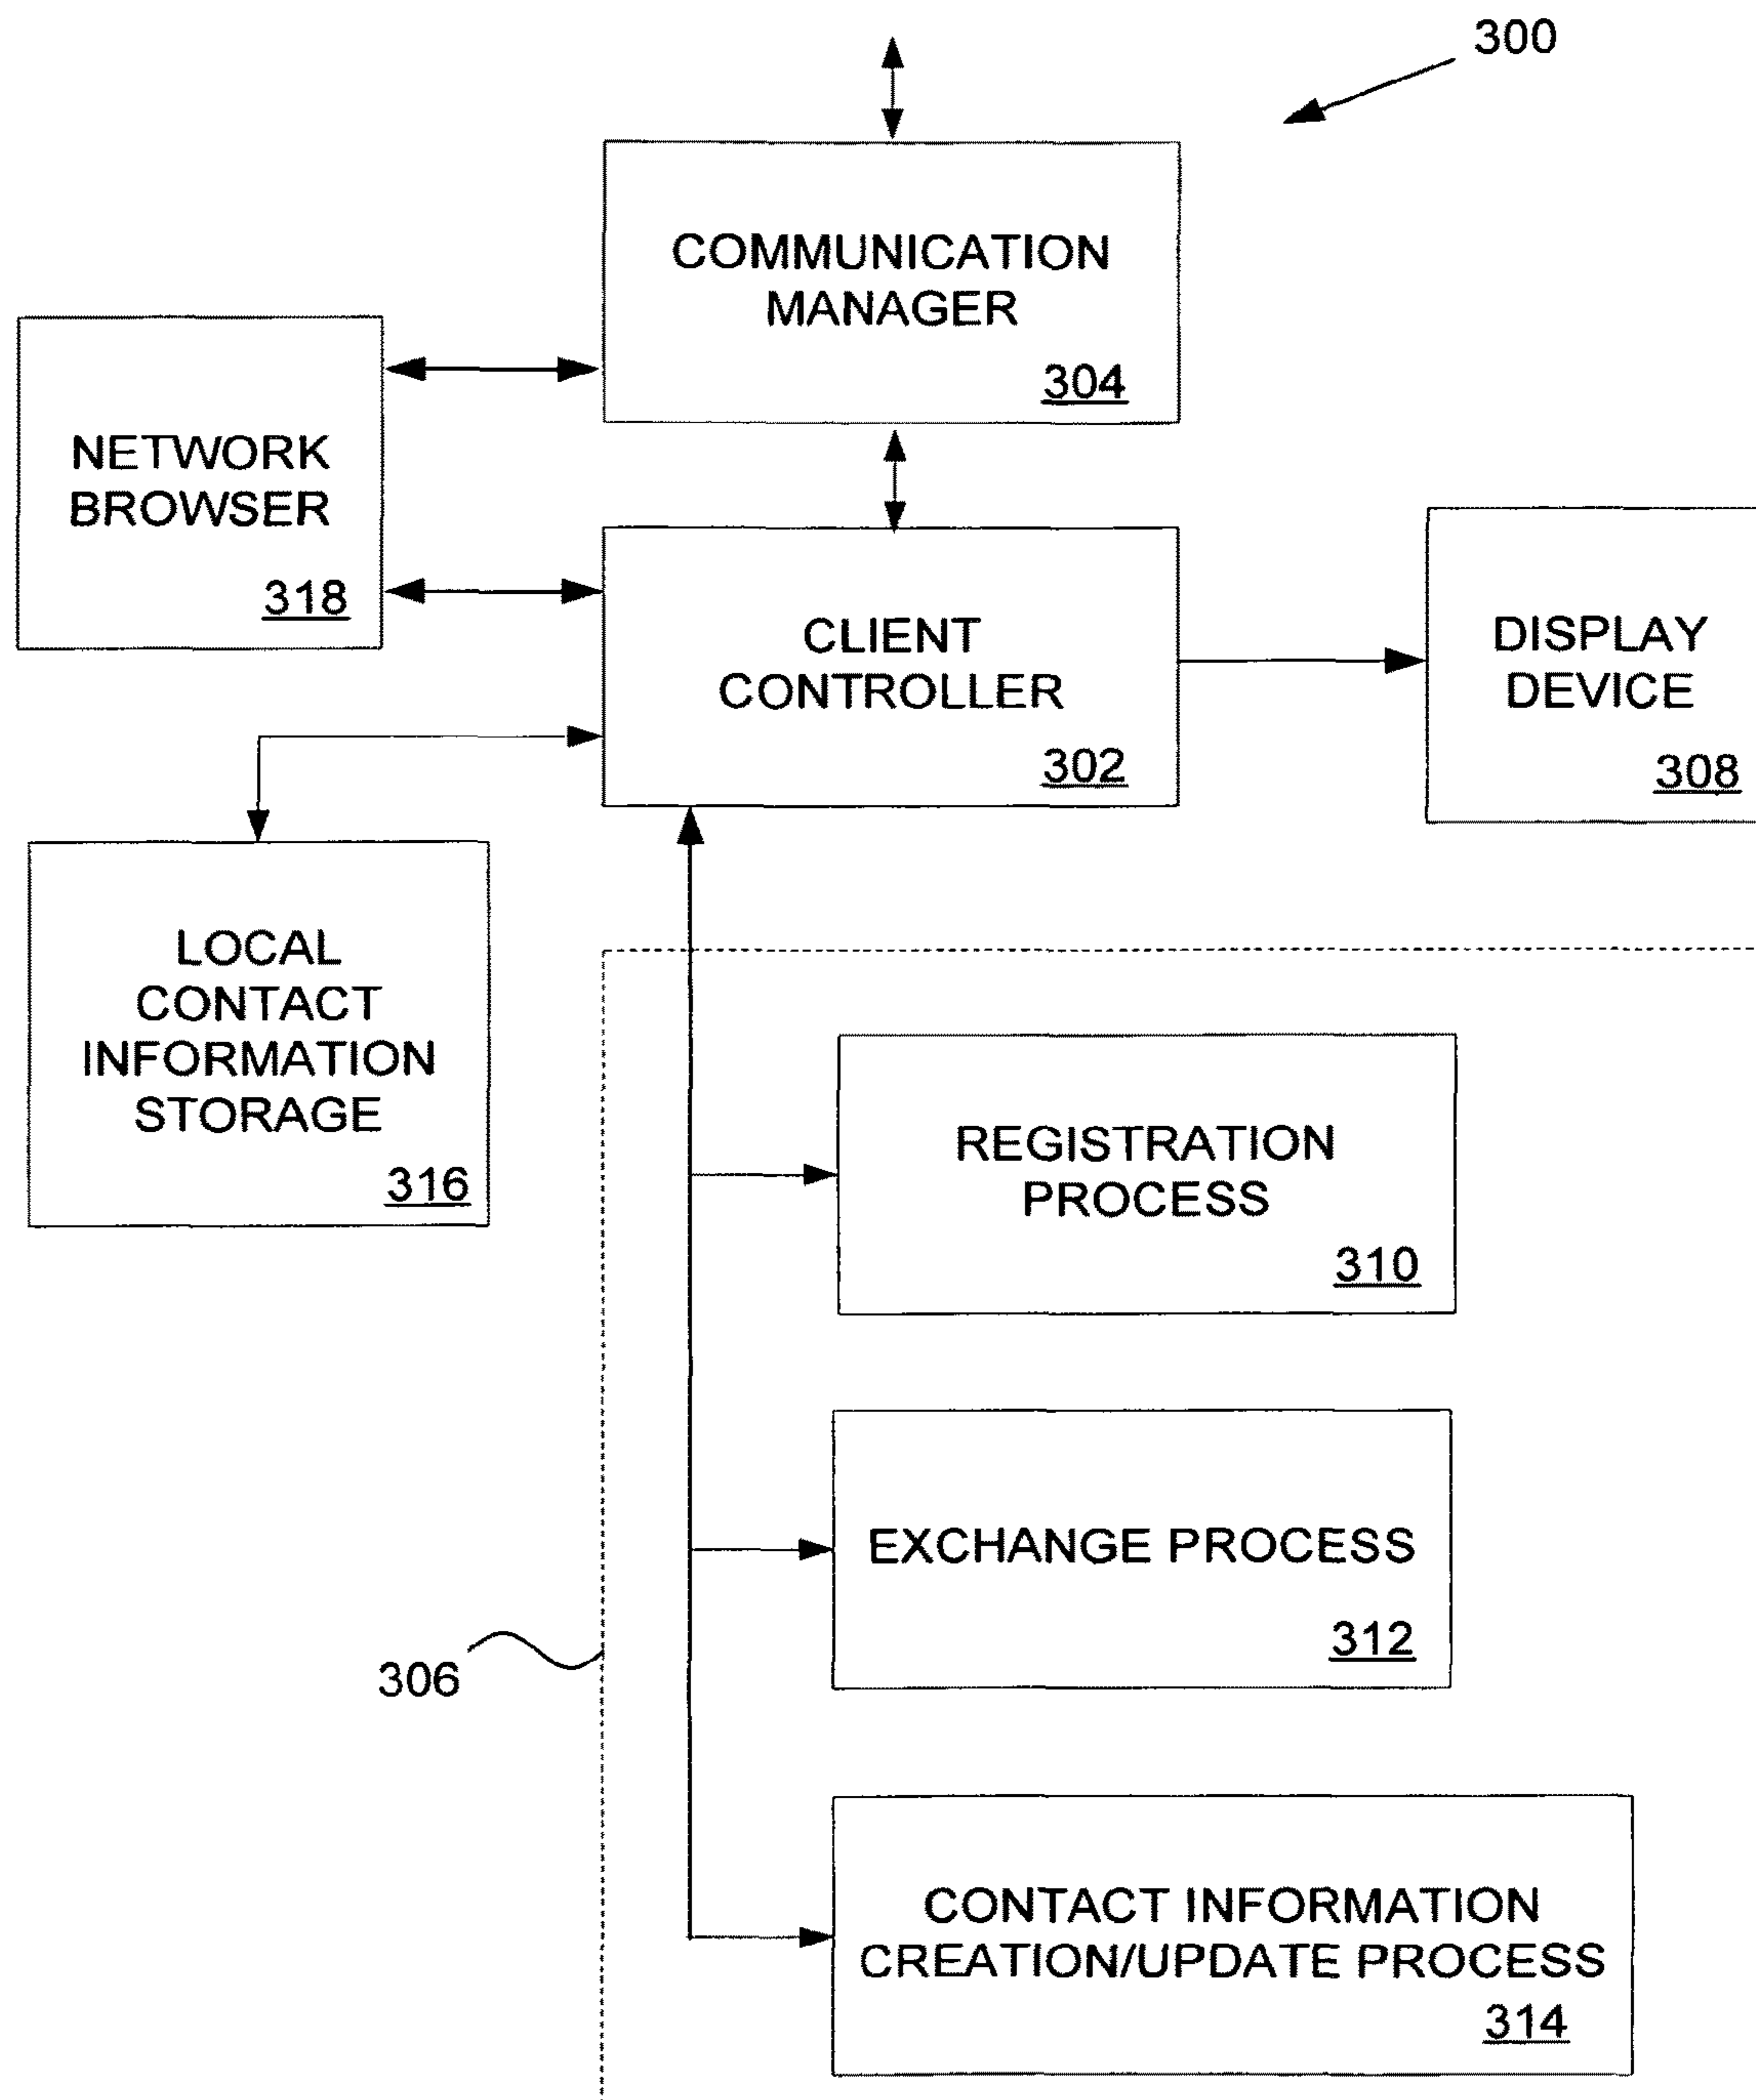 300
COMMUNICATION
MANAGER
304
NETWORK
BROWSER
318
CLIENT
CONTROLLER
302
DISPLAY
DEVICE
308
LOCAL
CONTACT
INFORMATION
STORAGE
316
REGISTRATION
PROCESS
310
EXCHANGE PROCESS
312
306
CONTACT INFORMATION
CREATION/UPDATE PROCESS
314